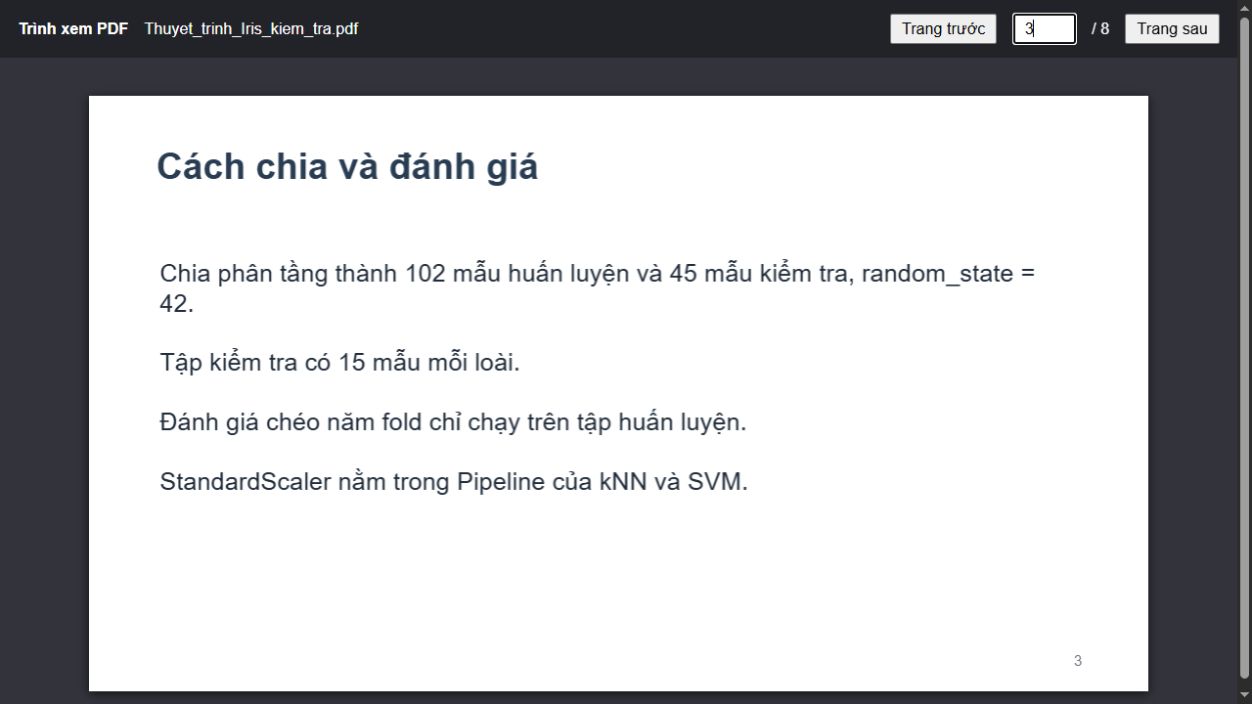 Trình xem PDF Thuyet_trinh_Iris_kiem_tra.pdf Trang trước 3 / 8 Trang sau
Cách chia và đánh giá
Chia phân tầng thành 102 mẫu huấn luyện và 45 mẫu kiểm tra, random_state =
42.
Tập kiểm tra có 15 mẫu mỗi loài.
Đánh giá chéo năm fold chỉ chạy trên tập huấn luyện.
StandardScaler nằm trong Pipeline của kNN và SVM.
3